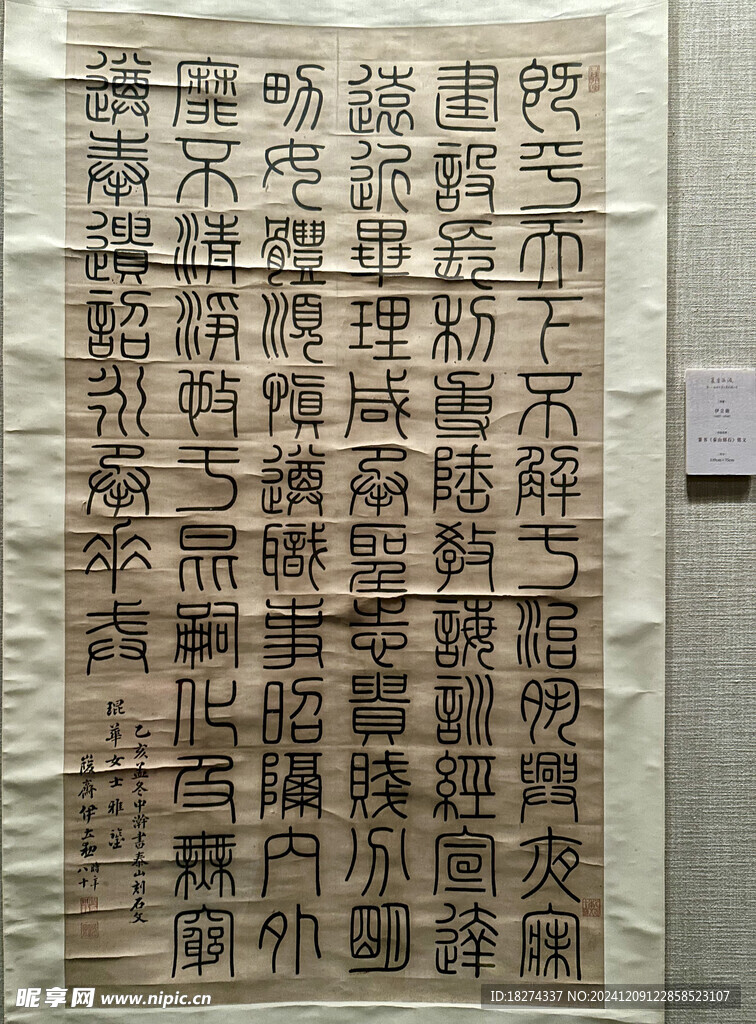 既平天下不解于治夙興夜寐
建設長利專隆教誨訓經宣達
遠近畢理咸承聖志貴賤分明
男女體順慎遵職事昭隔內外
靡不清淨施于昆嗣化及無窮
遵奉遺詔永承垂戒
乙亥孟冬中澣書泰山刻石文
琨華女士雅鑒
峻齋伊立勳時年八十
伊立勳
昵享网 www.nipic.cn
ID:18274337 NO:20241209122858523107